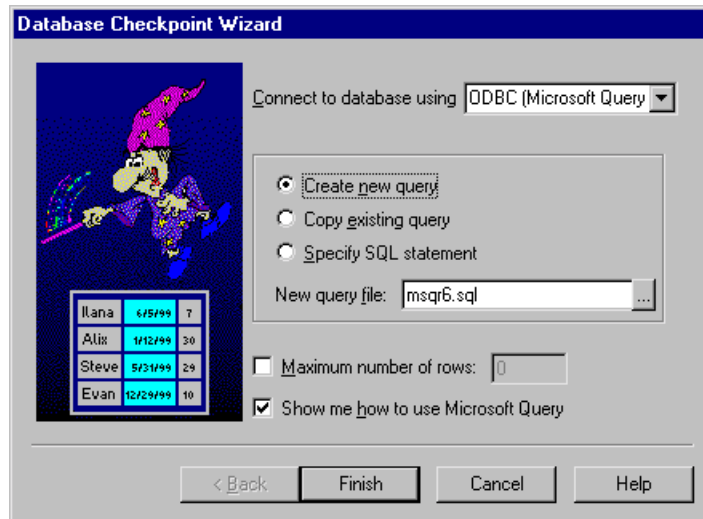 Database Checkpoint Wizard
Connect to database using ODBC (Microsoft Query
Create new query
Copy existing query
Specify SQL statement
New query file: msqr6.sql ...
Ilana 6/5/99 7
Alix 1/12/99 30
Steve 5/31/99 29
Evan 12/29/99 10
Maximum number of rows: 0
Show me how to use Microsoft Query
< Back Finish Cancel Help